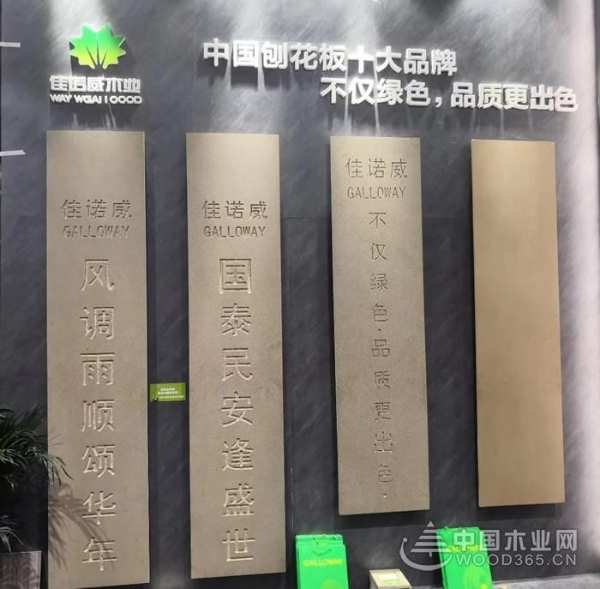 佳诺威木业
中国刨花板十大品牌
不仅绿色，品质更出色
佳诺威
GALLOWAY
风调雨顺颂华年
佳诺威
GALLOWAY
国泰民安逢盛世
佳诺威
GALLOWAY
不仅绿色·品质更出色·
GALLOWAY
中国木业网
WOOD365.CN